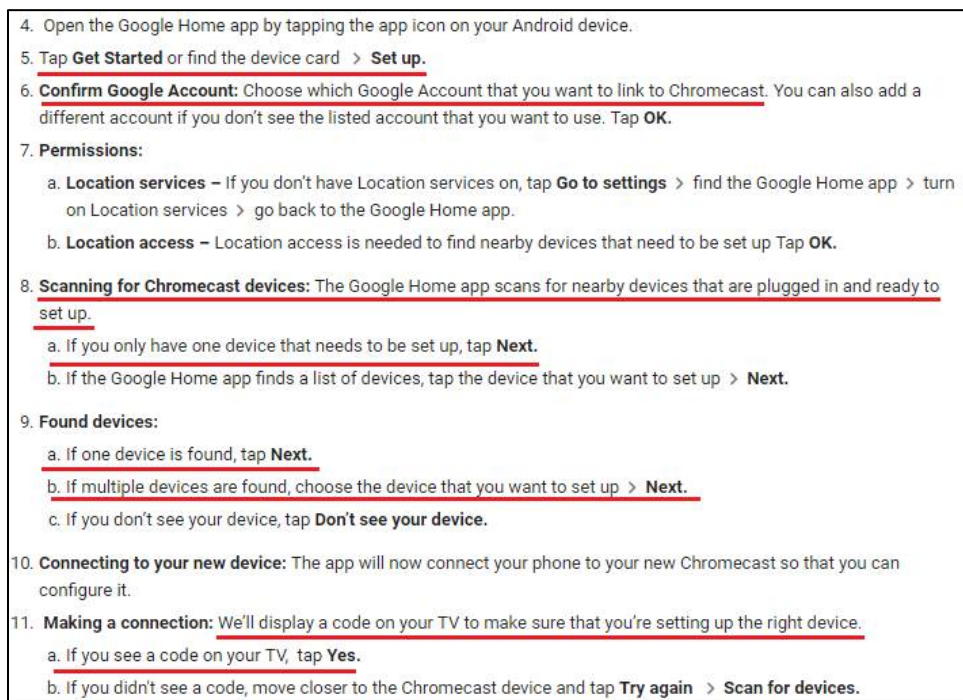 4. Open the Google Home app by tapping the app icon on your Android device.
5. Tap Get Started or find the device card > Set up.
6. Confirm Google Account: Choose which Google Account that you want to link to Chromecast. You can also add a
different account if you don't see the listed account that you want to use. Tap OK.
7. Permissions:
a. Location services – If you don't have Location services on, tap Go to settings > find the Google Home app > turn
on Location services > go back to the Google Home app.
b. Location access – Location access is needed to find nearby devices that need to be set up Tap OK.
8. Scanning for Chromecast devices: The Google Home app scans for nearby devices that are plugged in and ready to
set up.
a. If you only have one device that needs to be set up, tap Next.
b. If the Google Home app finds a list of devices, tap the device that you want to set up > Next.
9. Found devices:
a. If one device is found, tap Next.
b. If multiple devices are found, choose the device that you want to set up > Next.
c. If you don't see your device, tap Don't see your device.
10. Connecting to your new device: The app will now connect your phone to your new Chromecast so that you can
configure it.
11. Making a connection: We'll display a code on your TV to make sure that you're setting up the right device.
a. If you see a code on your TV, tap Yes.
b. If you didn't see a code, move closer to the Chromecast device and tap Try again > Scan for devices.